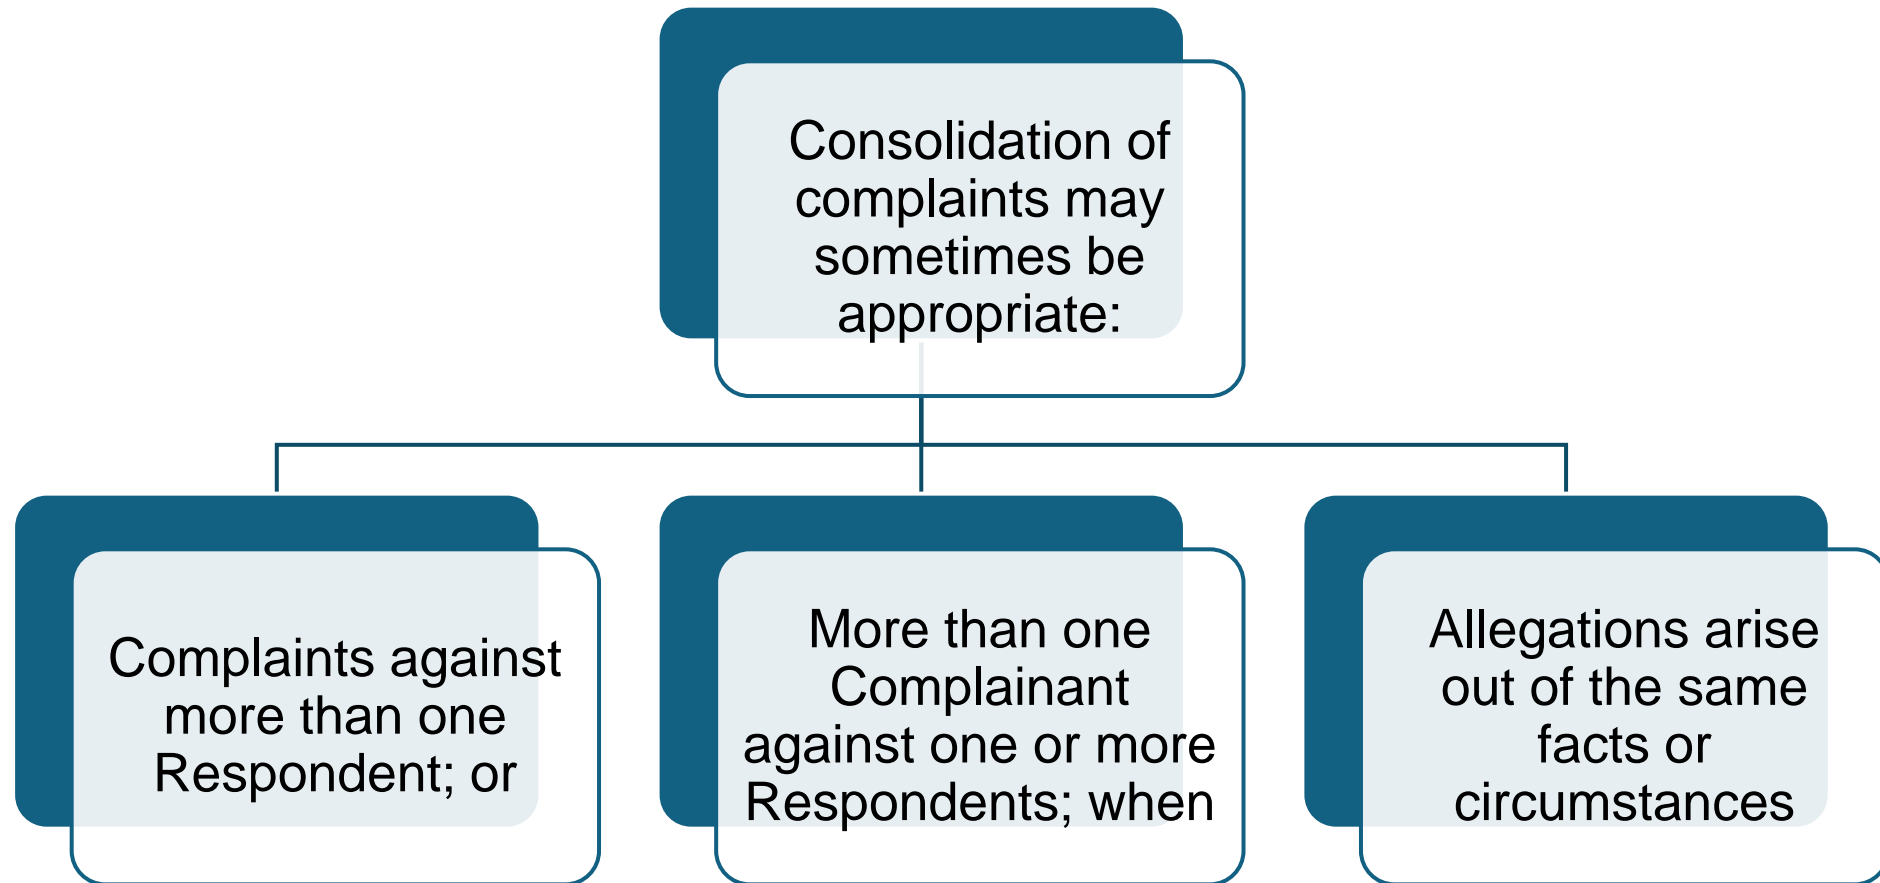 Consolidation of
complaints may
sometimes be
appropriate:
Complaints against
more than one
Respondent; or
More than one
Complainant
against one or more
Respondents; when
Allegations arise
out of the same
facts or
circumstances